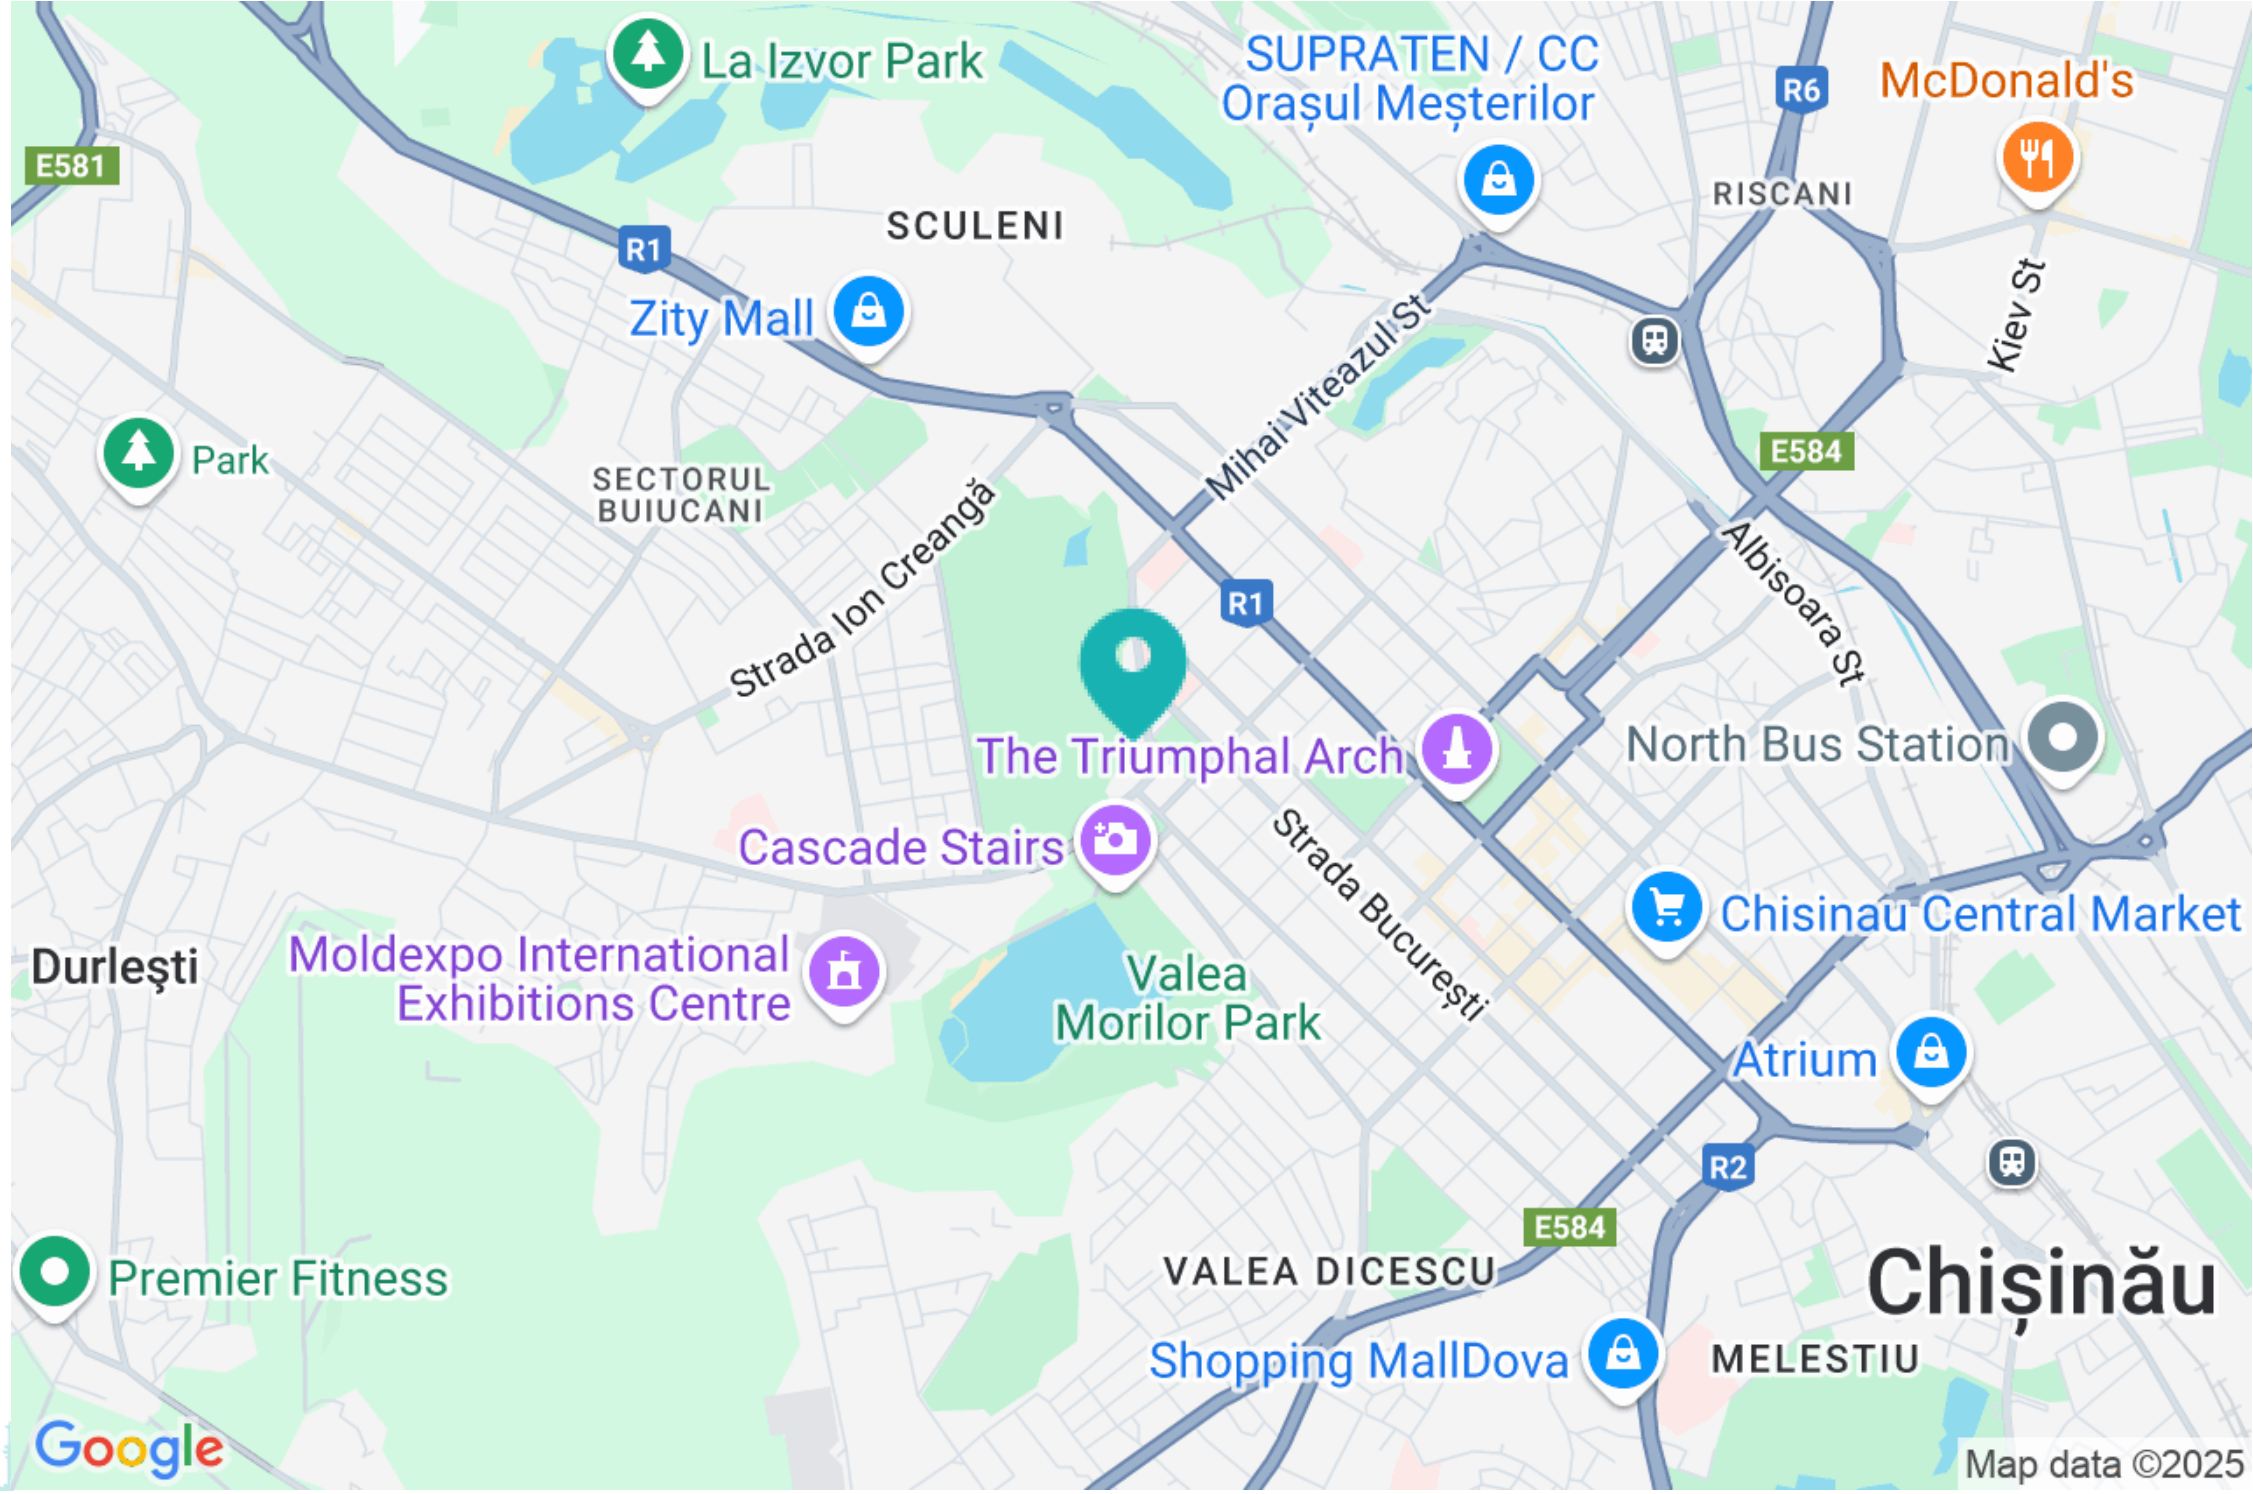 La Izvor Park
SUPRATEN / CC
Orașul Meșterilor
R6
McDonald's
E581
RISCANI
SCULENI
R1
Zity Mall
Mihai Viteazul St
Kiev St
Park
SECTORUL
BUIUCANI
E584
Strada Ion Creangă
Albisoara St
R1
The Triumphal Arch
North Bus Station
Cascade Stairs
Strada București
Chisinau Central Market
Durleşti
Moldexpo International
Exhibitions Centre
Valea
Morilor Park
Atrium
R2
E584
Premier Fitness
VALEA DICESCU
Chișinău
Shopping MallDova
MELESTIU
Google
Map data ©2025